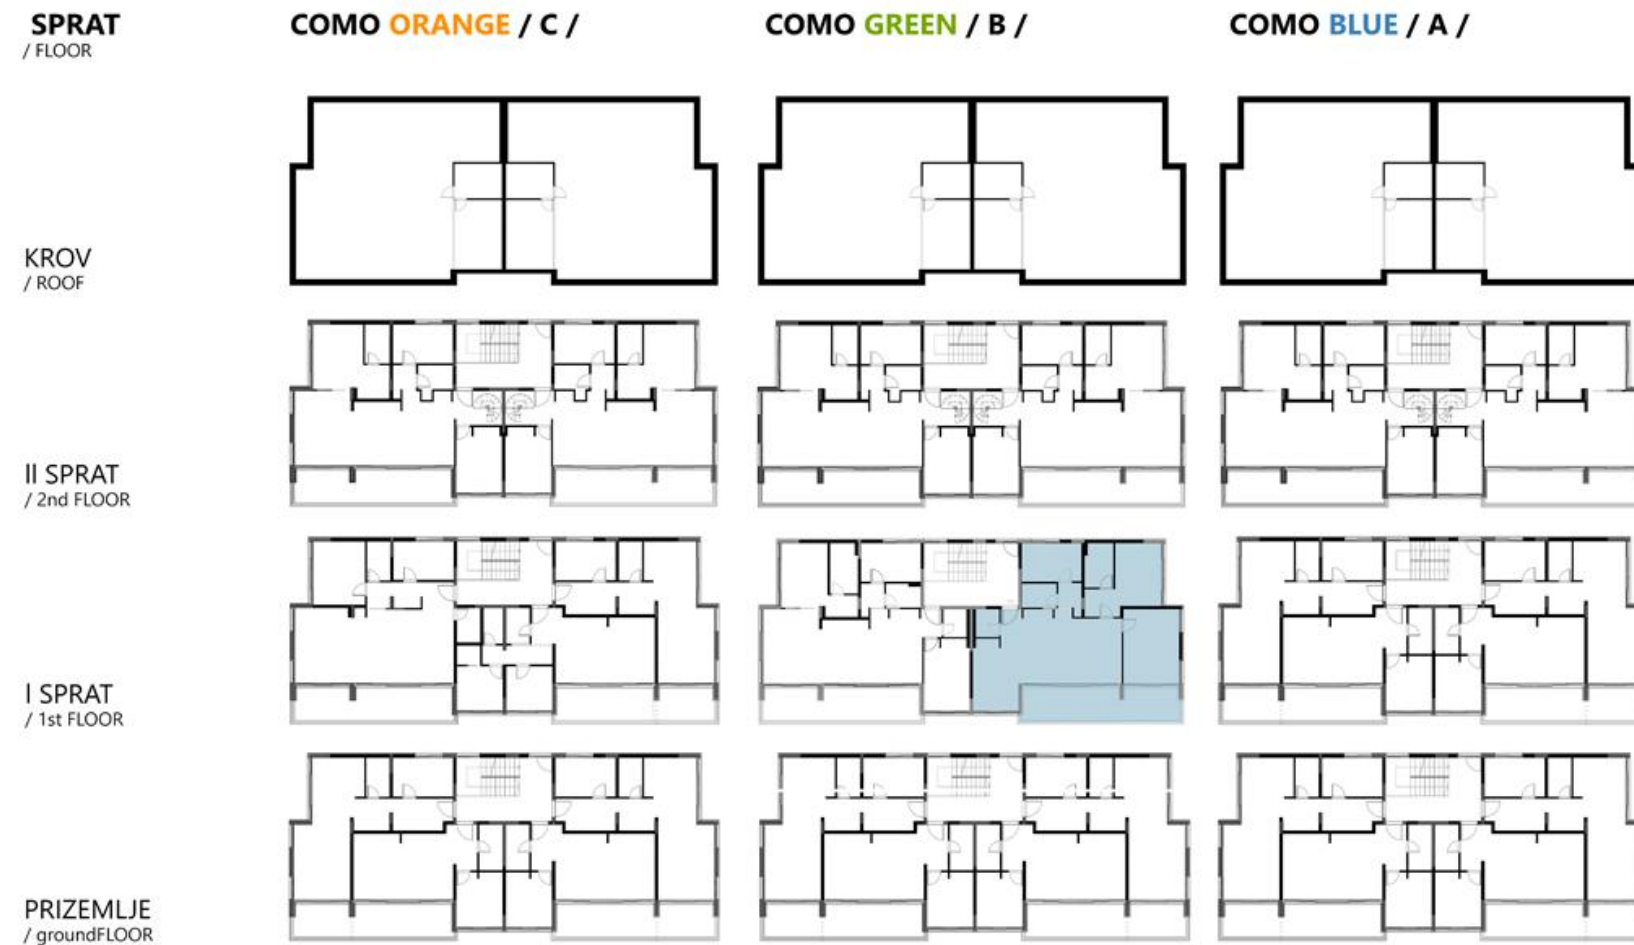 SPRAT
/ FLOOR
COMO ORANGE / C /
COMO GREEN / B /
COMO BLUE / A /
KROV
/ ROOF
II SPRAT
/ 2nd FLOOR
I SPRAT
/ 1st FLOOR
PRIZEMLJE
/ groundFLOOR